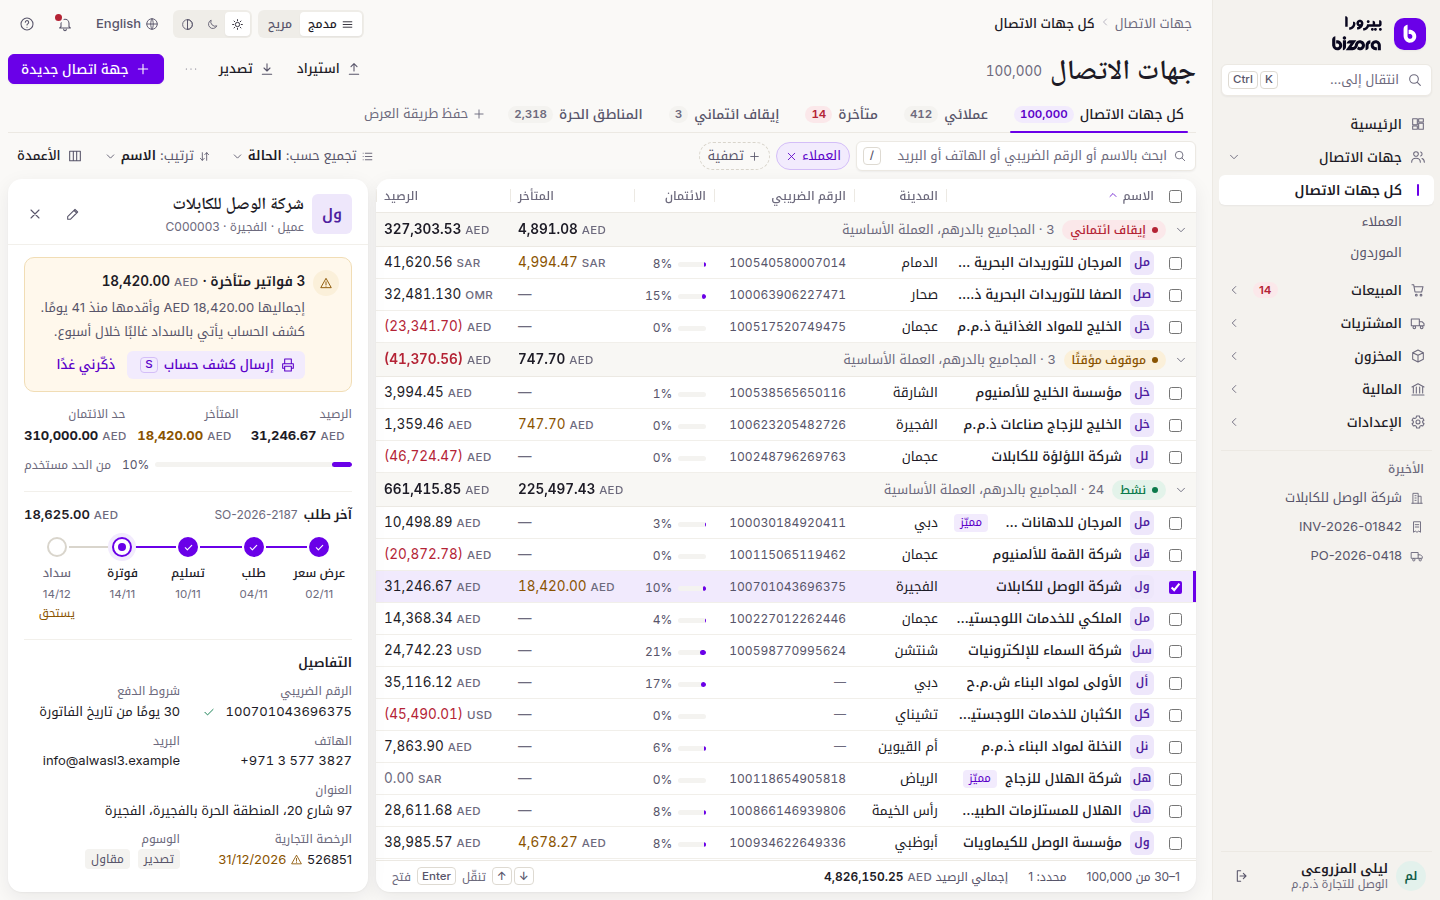 بيزورا
bizora
انتقال إلى...
Ctrl K
الرئيسية
جهات الاتصال
كل جهات الاتصال
العملاء
الموردون
المبيعات 14
المشتريات
المخزون
المالية
الإعدادات
الأخيرة
شركة الوصل للكابلات
INV-2026-01842
PO-2026-0418
لم
ليلى المزروعي
الوصل للتجارة ذ.م.م
جهات الاتصال
كل جهات الاتصال
مدمج مريح
English
جهات الاتصال 100,000
استيراد
تصدير
جهة اتصال جديدة
كل جهات الاتصال 100,000
عملائي 412
متأخرة 14
إيقاف ائتماني 3
المناطق الحرة 2,318
حفظ طريقة العرض
ابحث بالاسم أو الرقم الضريبي أو الهاتف أو البريد /
العملاء
تصفية
تجميع حسب: الحالة
ترتيب: الاسم
الأعمدة
الاسم المدينة الرقم الضريبي الائتمان المتأخر الرصيد
إيقاف ائتماني 3 · المجاميع بالدرهم، العملة الأساسية 4,891.08 AED 327,303.53 AED
مل المرجان للتوريدات البحرية ... الدمام 100540580007014 8% 4,994.47 SAR 41,620.56 SAR
صل الصفا للتوريدات البحرية ذ.... صحار 100063906227471 15% — 32,481.130 OMR
خل الخليج للمواد الغذائية ذ.م.م عجمان 100517520749475 0% — (23,341.70) AED
موقوف مؤقتًا 3 · المجاميع بالدرهم، العملة الأساسية 747.70 AED (41,370.56) AED
خل مؤسسة الخليج للألمنيوم الشارقة 100538565650116 1% — 3,994.45 AED
خل الخليج للزجاج صناعات ذ.م.م الفجيرة 100623205482726 0% 747.70 AED 1,359.46 AED
لل شركة اللؤلؤة للكابلات عجمان 100248796269763 0% — (46,724.47) AED
نشط 24 · المجاميع بالدرهم، العملة الأساسية 225,497.43 AED 661,415.85 AED
مل المرجان للدهانات ... مميّز دبي 100030184920411 3% — 10,498.89 AED
قل شركة القمة للألمنيوم عجمان 100115065119462 0% — (20,872.78) AED
ول شركة الوصل للكابلات الفجيرة 100701043696375 10% 18,420.00 AED 31,246.67 AED
مل الملكي للخدمات اللوجستي... عجمان 100227012262446 4% — 14,368.34 AED
سل شركة السماء للإلكترونيات شنتشن 100598770995624 21% — 24,742.23 USD
أل الأولى لمواد البناء ش.م.ح دبي — 17% — 35,116.12 AED
كل الكثبان للخدمات اللوجستيـ... تشيناي — 0% — (45,490.01) USD
نل النخلة لمواد البناء ذ.م.م أم القيوين — 6% — 7,863.90 AED
هل شركة الهلال للزجاج مميّز الرياض 100118654905818 0% — 0.00 SAR
هل الهلال للمستلزمات الطبيـ... رأس الخيمة 100866146939806 8% — 28,611.68 AED
ول مؤسسة الوصل للكيماويات أبوظبي 100934622649336 8% 4,678.27 AED 38,985.57 AED
1–30 من 100,000 محدد: 1 إجمالي الرصيد 4,826,150.25 AED
تنقّل Enter فتح
ول
شركة الوصل للكابلات
عميل · الفجيرة · C000003
3 فواتير متأخرة · 18,420.00 AED
إجماليها 18,420.00 AED وأقدمها منذ 41 يومًا.
كشف الحساب يأتي بالسداد غالبًا خلال أسبوع.
إرسال كشف حساب S ذكّرني غدًا
الرصيد المتأخر حد الائتمان
31,246.67 AED 18,420.00 AED 310,000.00 AED
10% من الحد مستخدم
آخر طلب SO-2026-2187 18,625.00 AED
عرض سعر طلب تسليم فوترة سداد
02/11 04/11 10/11 14/11 14/12
يستحق
التفاصيل
الرقم الضريبي شروط الدفع
100701043696375 30 يومًا من تاريخ الفاتورة
الهاتف البريد
+971 3 577 3827 info@alwasl3.example
العنوان
97 شارع 20، المنطقة الحرة بالفجيرة، الفجيرة
الرخصة التجارية الوسوم
526851 31/12/2026 تصدير مقاول